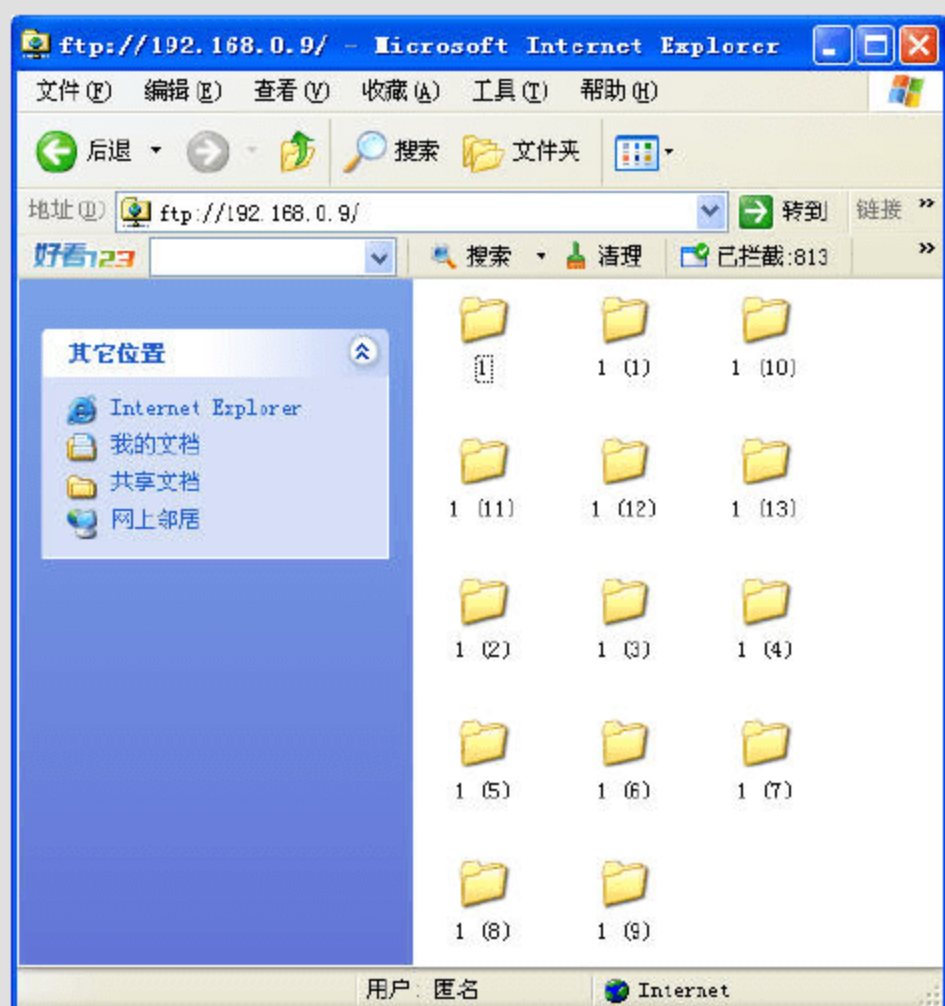 ftp://192.168.0.9/ - Microsoft Internet Explorer
文件(F) 编辑(E) 查看(V) 收藏(A) 工具(T) 帮助(H)
后退 搜索 文件夹
地址(D) ftp://192.168.0.9/ 转到 链接 »
好看123 搜索 清理 已拦截:813 »
其它位置
Internet Explorer
我的文档
共享文档
网上邻居
1 1 (1) 1 (10)
1 (11) 1 (12) 1 (13)
1 (2) 1 (3) 1 (4)
1 (5) 1 (6) 1 (7)
1 (8) 1 (9)
用户: 匿名 Internet